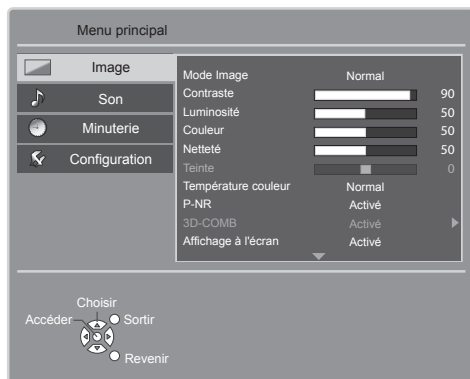 Menu principal
Image
Son
Minuterie
Configuration
Mode Image Normal
Contraste 90
Luminosité 50
Couleur 50
Netteté 50
Teinte 0
Température couleur Normal
P-NR Activé
3D-COMB Activé
Affichage à l'écran Activé
Choisir
Accéder Sortir
Revenir